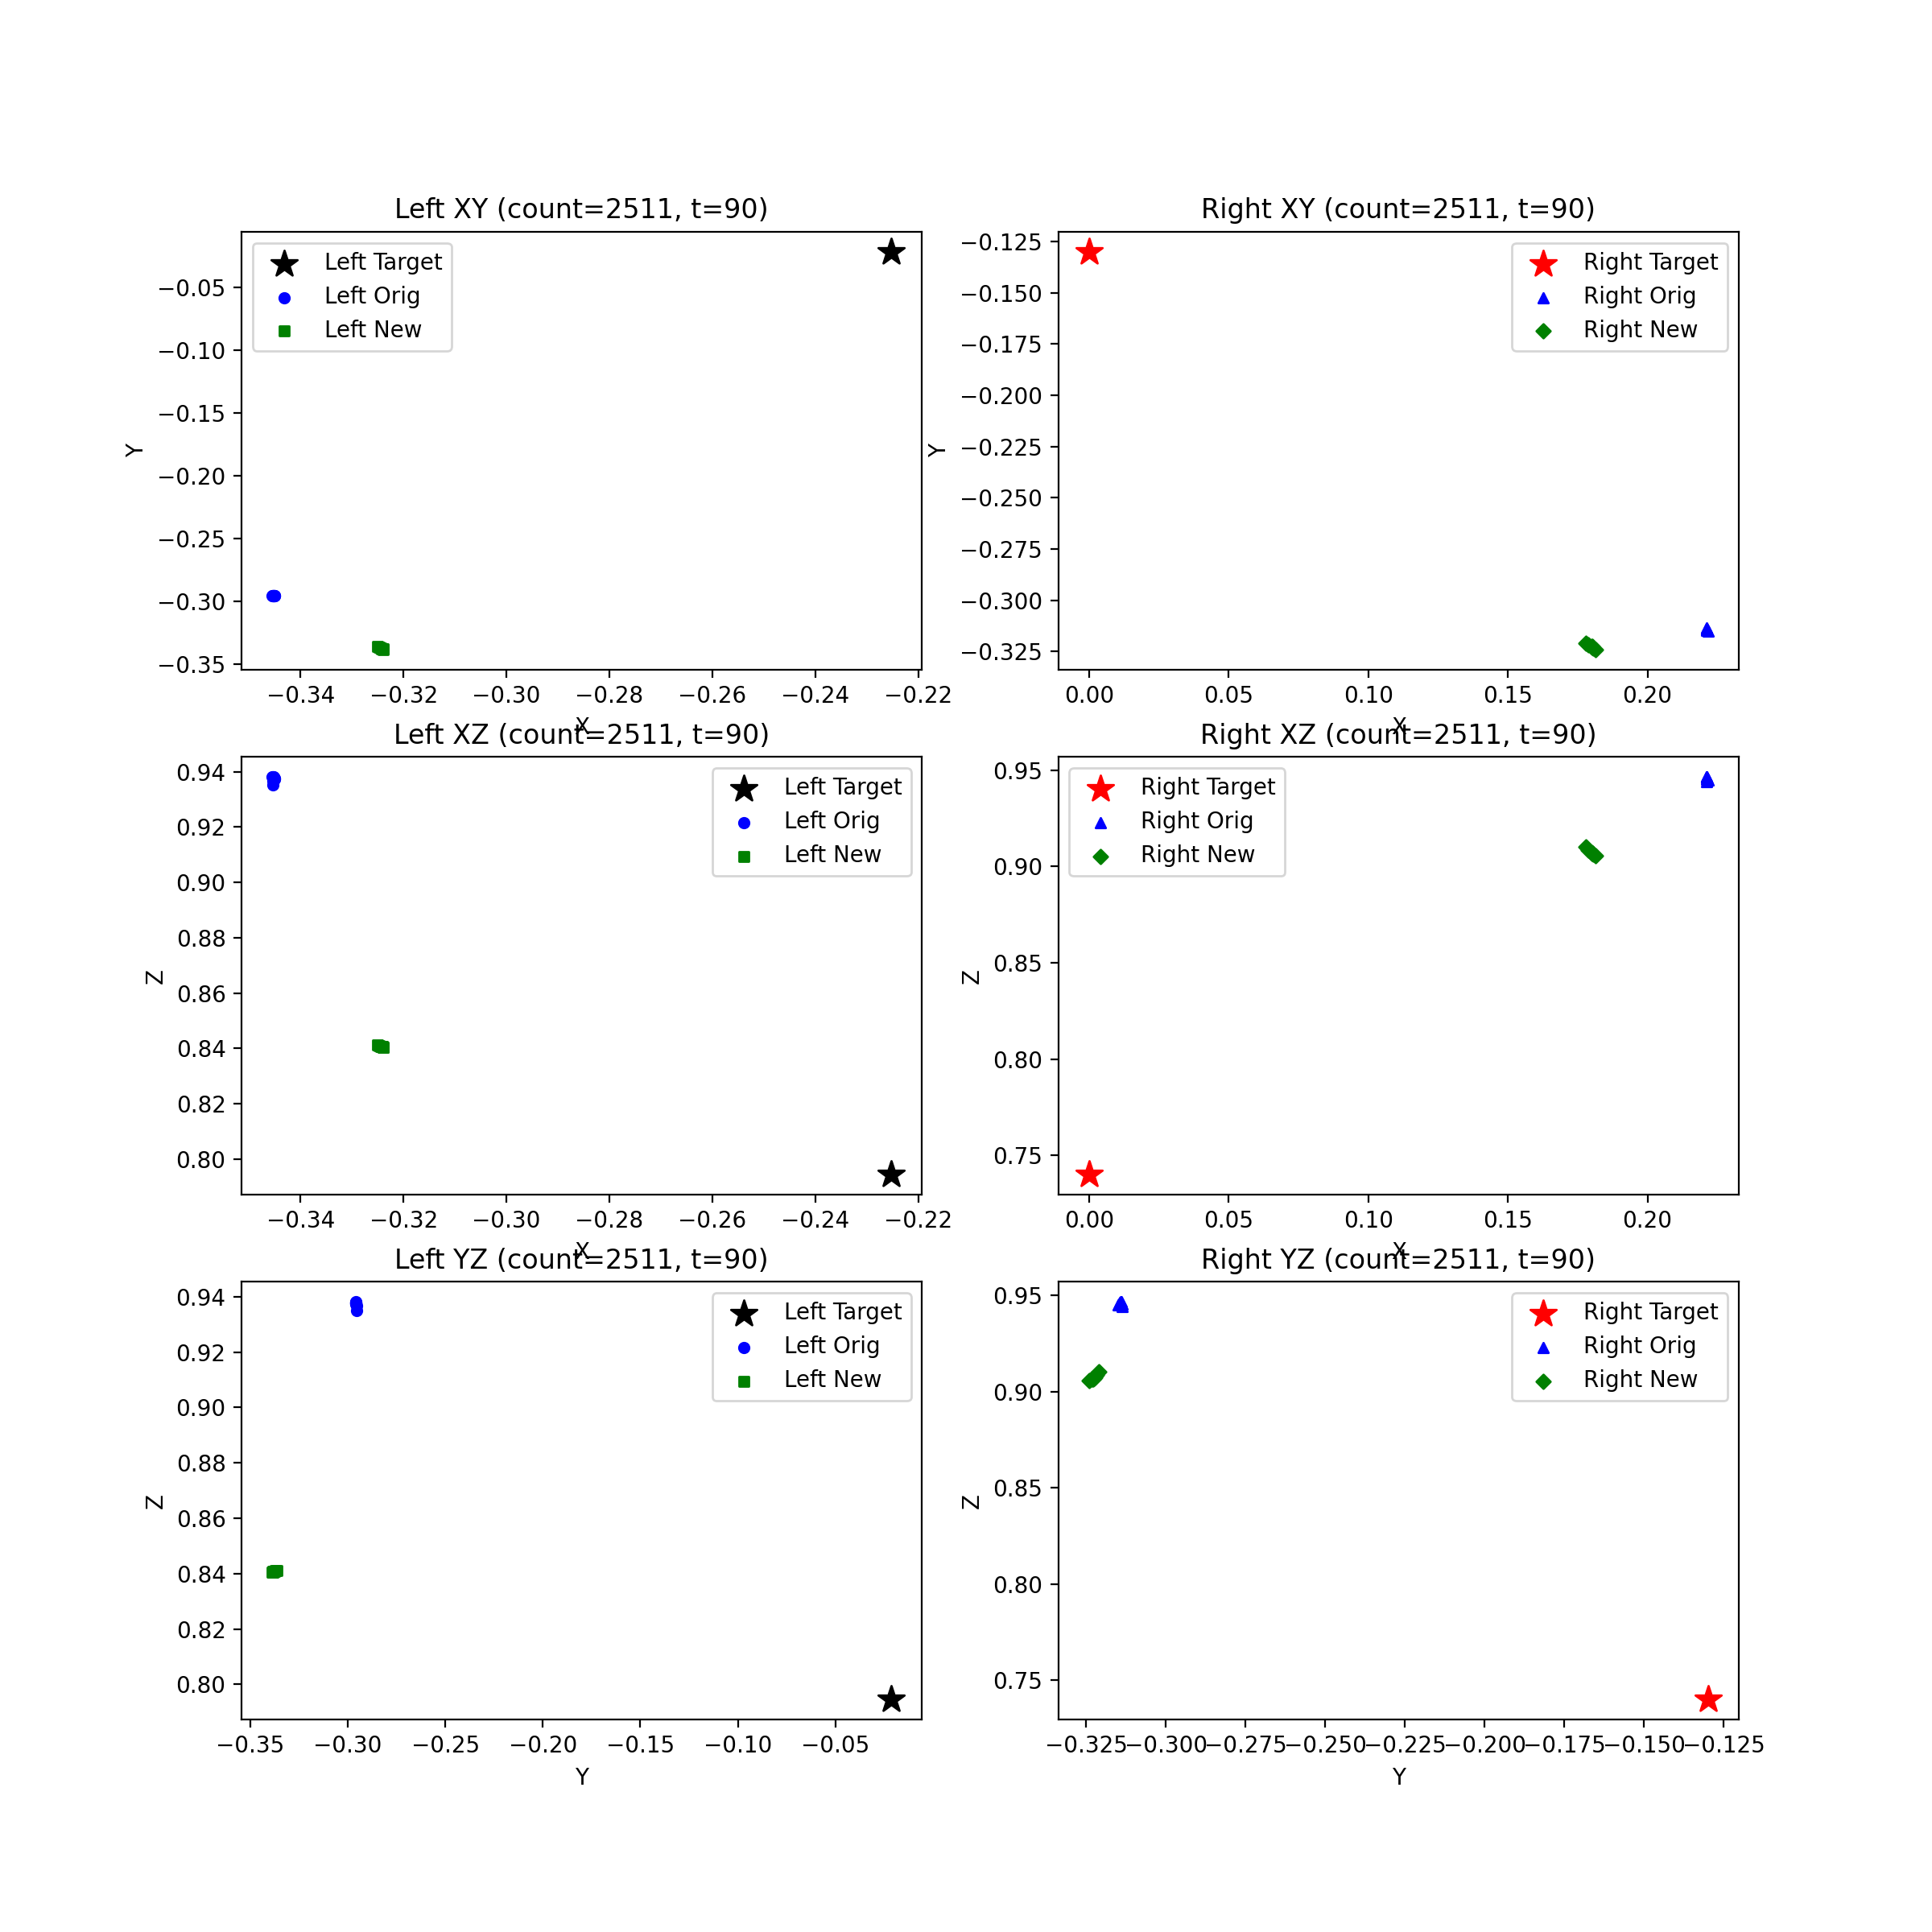 Left XY (count=2511, t=90)
Left Target
Left Orig
Left New
−0.05
−0.10
−0.15
−0.20
−0.25
−0.30
−0.35
Y
−0.34
−0.32
−0.30
−0.28
−0.26
−0.24
−0.22
X
Right XY (count=2511, t=90)
Right Target
Right Orig
Right New
−0.125
−0.150
−0.175
−0.200
−0.225
−0.250
−0.275
−0.300
−0.325
Y
0.00
0.05
0.10
0.15
0.20
X
Left XZ (count=2511, t=90)
Left Target
Left Orig
Left New
0.94
0.92
0.90
0.88
0.86
0.84
0.82
0.80
Z
−0.34
−0.32
−0.30
−0.28
−0.26
−0.24
−0.22
X
Right XZ (count=2511, t=90)
Right Target
Right Orig
Right New
0.95
0.90
0.85
0.80
0.75
Z
0.00
0.05
0.10
0.15
0.20
X
Left YZ (count=2511, t=90)
Left Target
Left Orig
Left New
0.94
0.92
0.90
0.88
0.86
0.84
0.82
0.80
Z
−0.35
−0.30
−0.25
−0.20
−0.15
−0.10
−0.05
Y
Right YZ (count=2511, t=90)
Right Target
Right Orig
Right New
0.95
0.90
0.85
0.80
0.75
Z
−0.325
−0.300
−0.275
−0.250
−0.225
−0.200
−0.175
−0.150
−0.125
Y